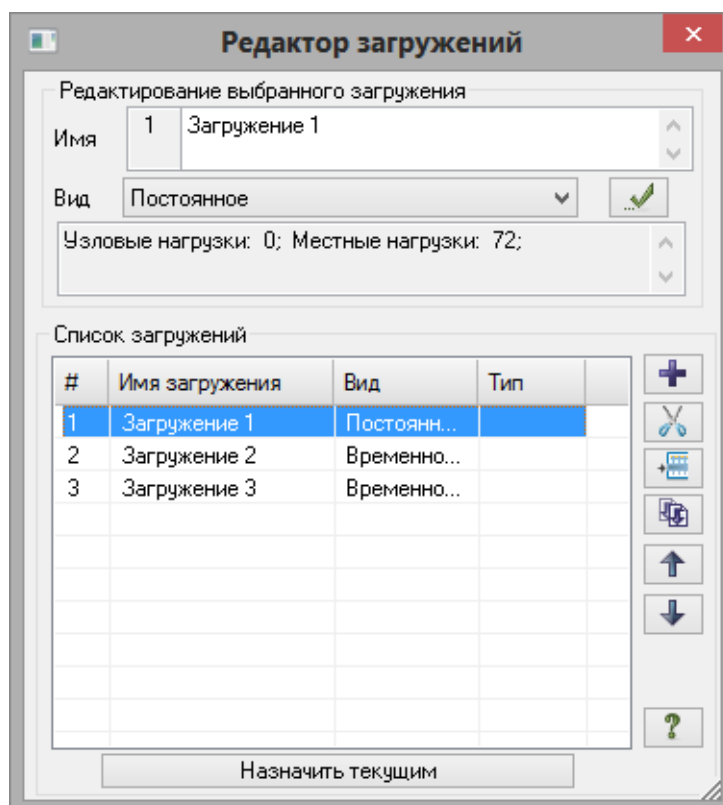 Редактор загружений
Редактирование выбранного загружения
Имя 1 Загружение 1
Вид Постоянное
Узловые нагрузки: 0; Местные нагрузки: 72;
Список загружений
# Имя загружения Вид Тип
1 Загружение 1 Постоянн...
2 Загружение 2 Временно...
3 Загружение 3 Временно...
?
Назначить текущим